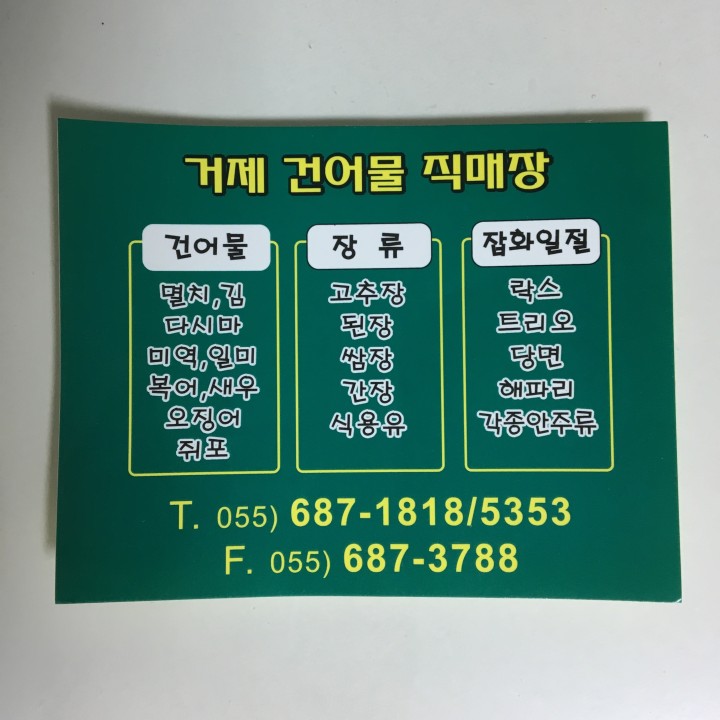 거제 건어물 직매장
건어물
멸치,김
다시마
미역,일미
복어,새우
오징어
쥐포
장 류
고추장
된장
쌈장
간장
식용유
잡화일절
락스
트리오
당면
해파리
각종안주류
T. 055) 687-1818/5353
F. 055) 687-3788